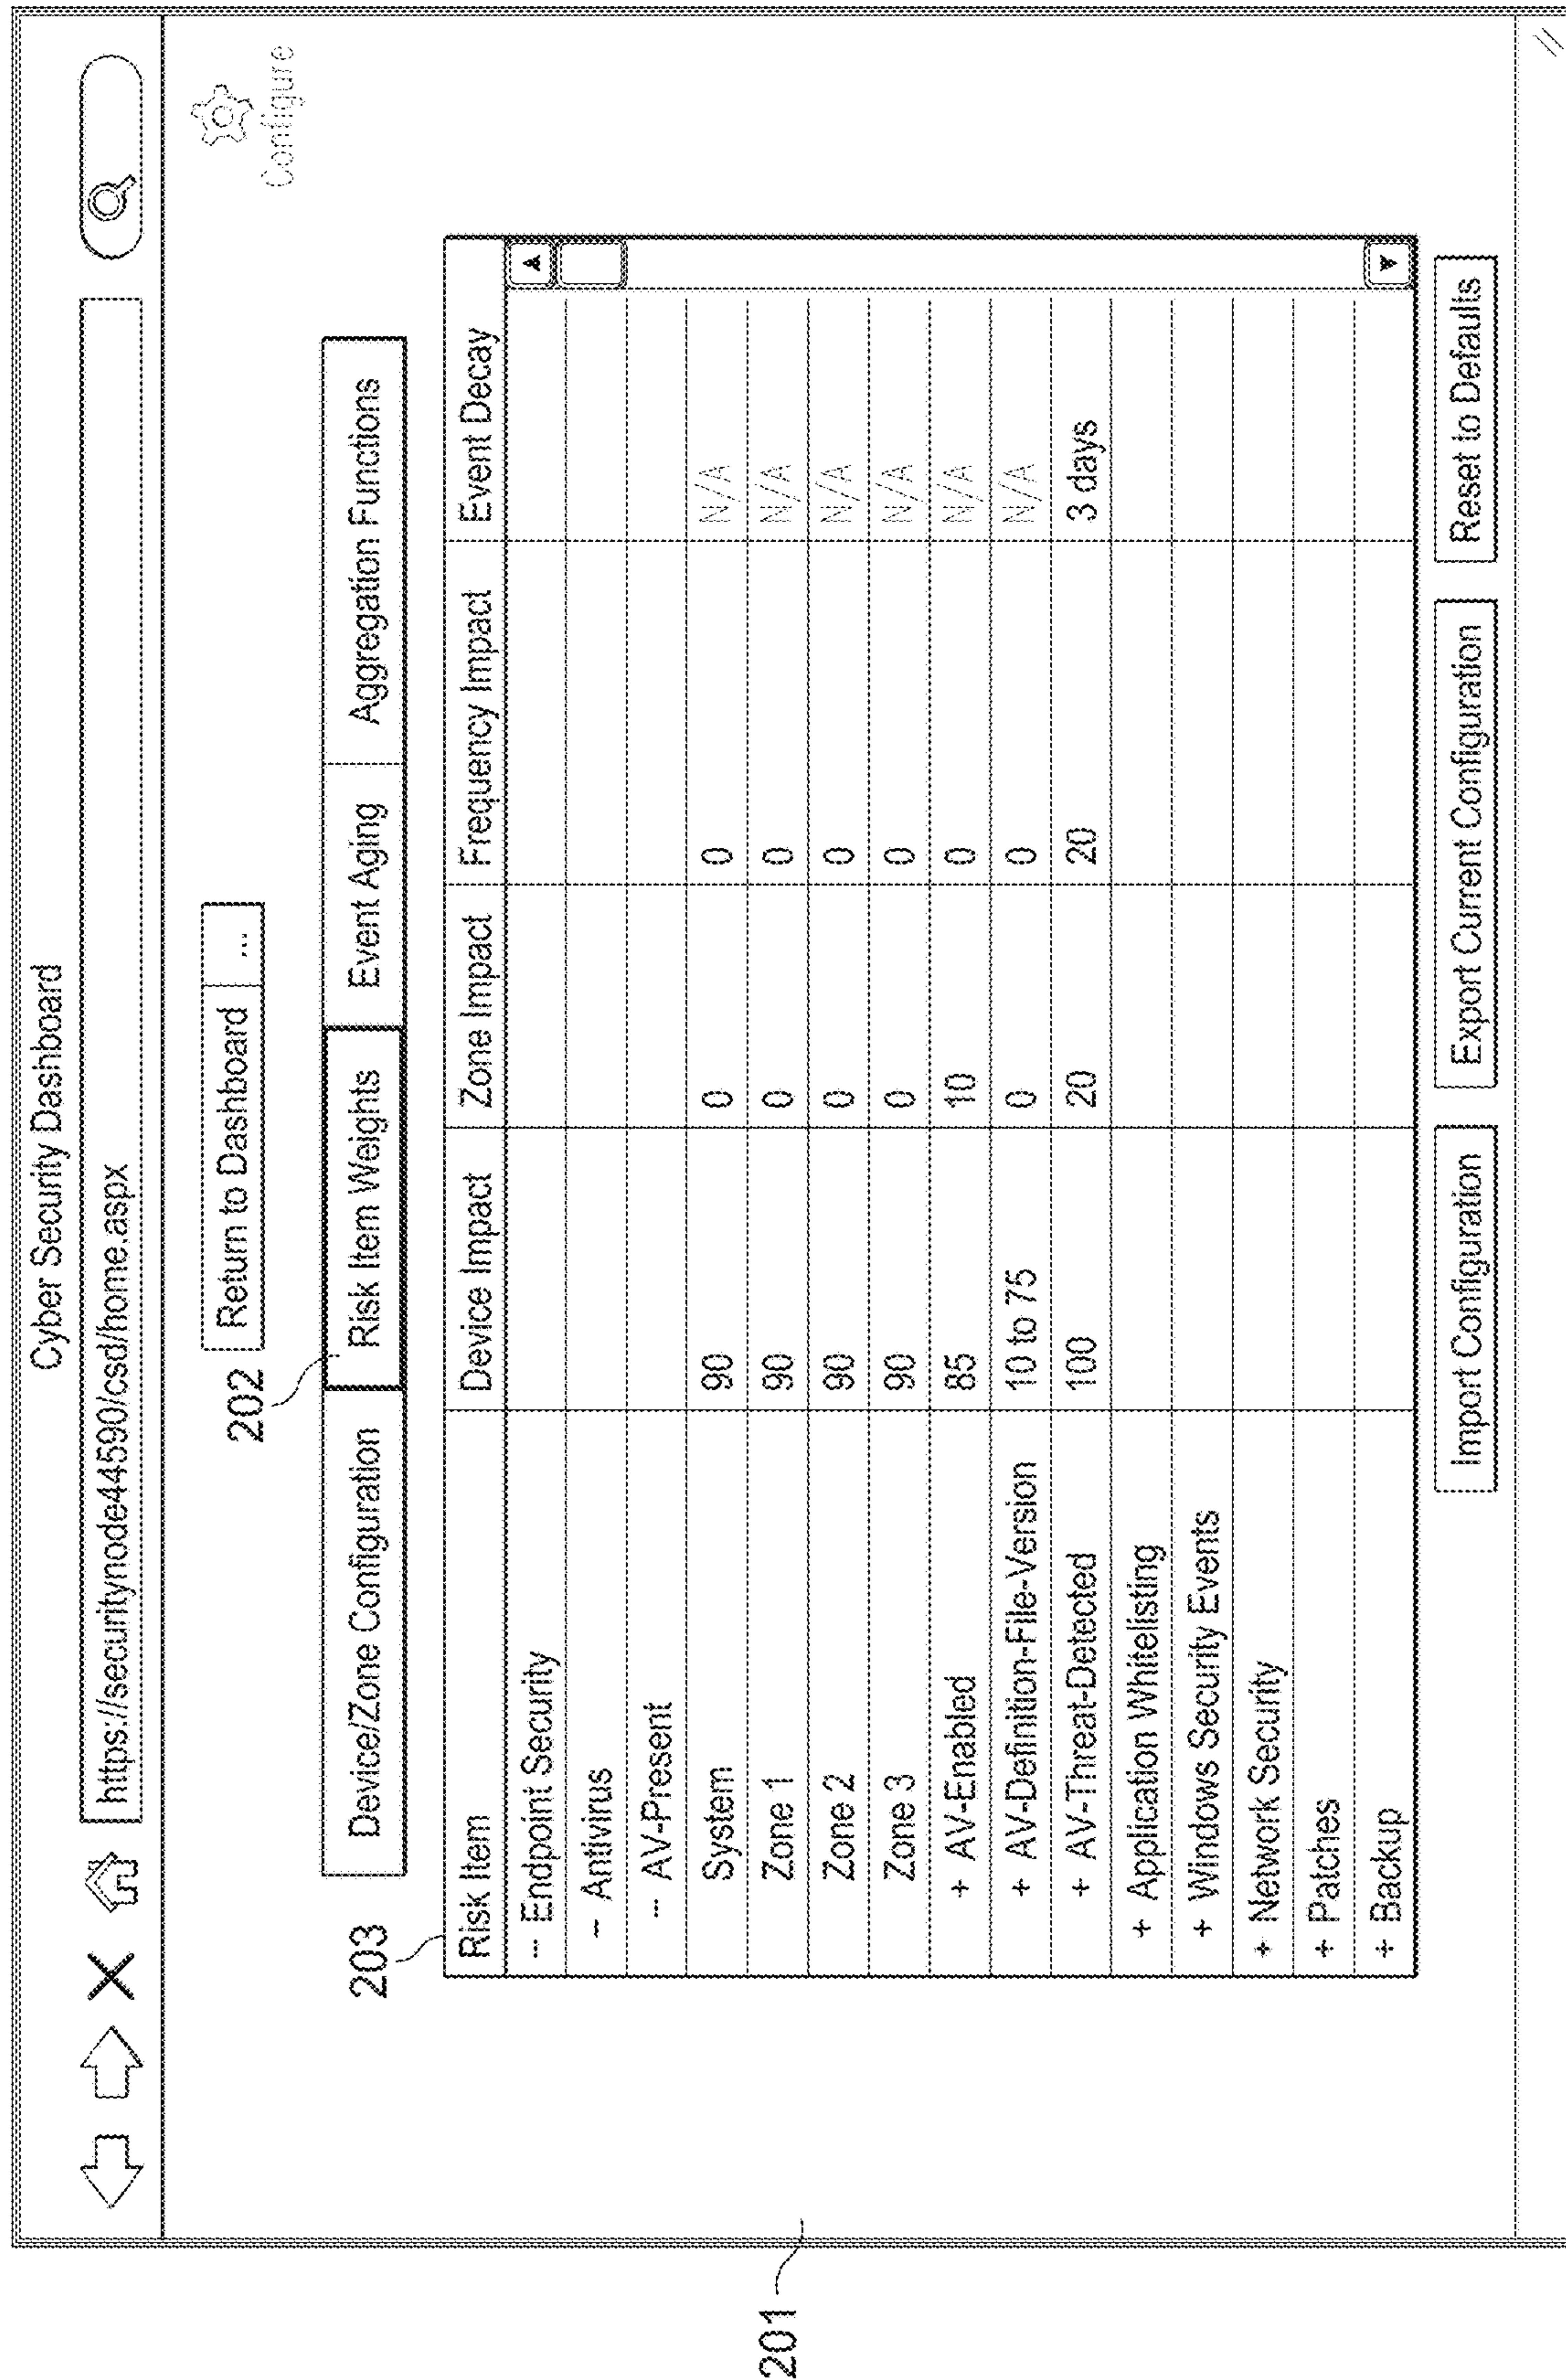 Cyber Security Dashboard
https://securitynode44590/csd/home.aspx
Configure
Return to Dashboard ...
202
Device/Zone Configuration Risk Item Weights Event Aging Aggregation Functions
203
Risk Item Device Impact Zone Impact Frequency Impact Event Decay
-- Endpoint Security
-- Antivirus
-- AV-Present
System 90 0 0 N/A
Zone 1 90 0 0 N/A
Zone 2 90 0 0 N/A
Zone 3 90 0 0 N/A
+ AV-Enabled 85 10 0 N/A
+ AV-Definition-File-Version 10 to 75 0 0 N/A
+ AV-Threat-Detected 100 20 20 3 days
+ Application Whitelisting
+ Windows Security Events
+ Network Security
+ Patches
+ Backup
Import Configuration Export Current Configuration Reset to Defaults
201